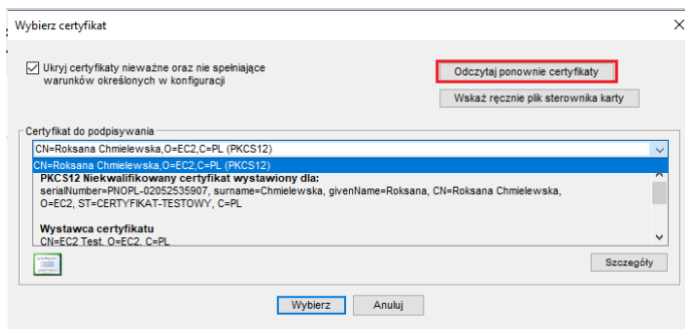 Wybierz certyfikat
Ukryj certyfikaty nieważne oraz nie spełniające
warunków określonych w konfiguracji
Odczytaj ponownie certyfikaty
Wskaż ręcznie plik sterownika karty
Certyfikat do podpisywania
CN=Roksana Chmielewska,O=EC2,C=PL (PKCS12)
CN=Roksana Chmielewska,O=EC2,C=PL (PKCS12)
PKCS12 Niekwalifikowany certyfikat wystawiony dla:
serialNumber=PNOPL-02052535907, surname=Chmielewska, givenName=Roksana, CN=Roksana Chmielewska,
O=EC2, ST=CERTYFIKAT-TESTOWY, C=PL
Wystawca certyfikatu
CN=EC2 Test, O=EC2, C=PL
Szczegóły
Wybierz
Anuluj